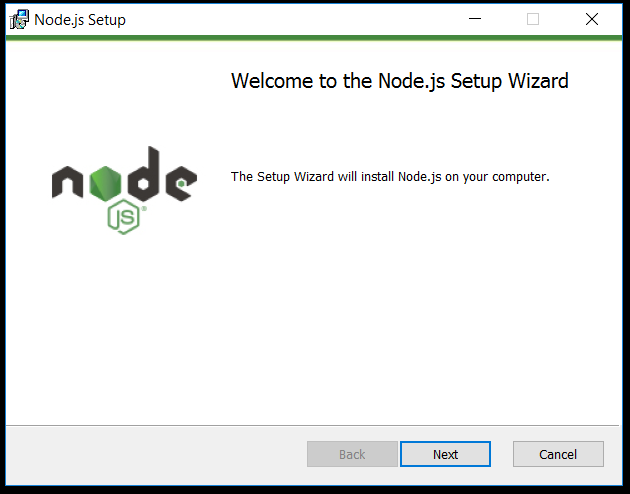 Node.js Setup
Welcome to the Node.js Setup Wizard
The Setup Wizard will install Node.js on your computer.
node
JS
Back
Next
Cancel